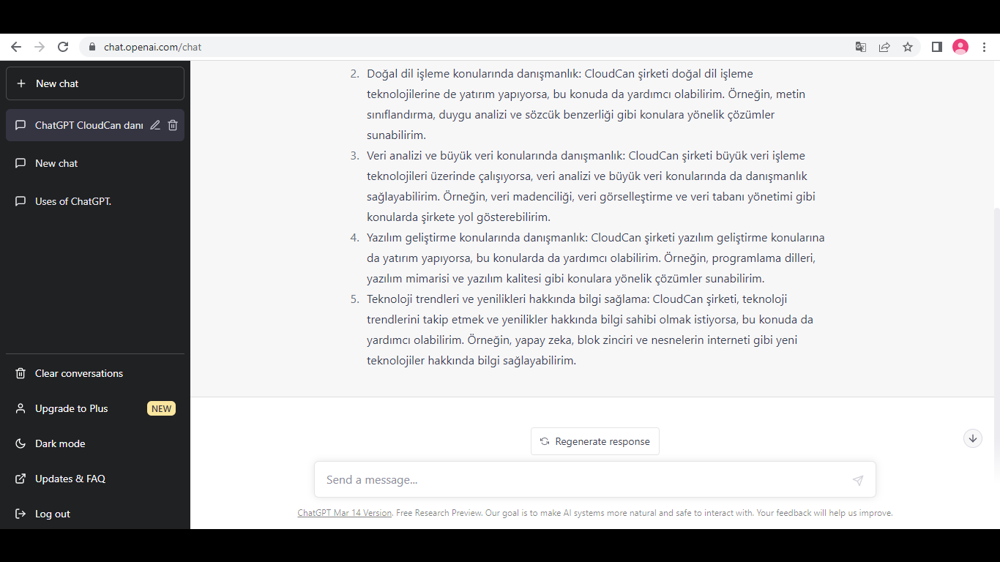 chat.openai.com/chat
New chat
ChatGPT CloudCan danı
New chat
Uses of ChatGPT.
Clear conversations
Upgrade to Plus NEW
Dark mode
Updates & FAQ
Log out
2. Doğal dil işleme konularında danışmanlık: CloudCan şirketi doğal dil işleme
teknolojilerine de yatırım yapıyorsa, bu konuda da yardımcı olabilirim. Örneğin, metin
sınıflandırma, duygu analizi ve sözcük benzerliği gibi konulara yönelik çözümler
sunabilirim.
3. Veri analizi ve büyük veri konularında danışmanlık: CloudCan şirketi büyük veri işleme
teknolojileri üzerinde çalışıyorsa, veri analizi ve büyük veri konularında da danışmanlık
sağlayabilirim. Örneğin, veri madenciliği, veri görselleştirme ve veri tabanı yönetimi gibi
konularda şirkete yol gösterebilirim.
4. Yazılım geliştirme konularında danışmanlık: CloudCan şirketi yazılım geliştirme konularına
da yatırım yapıyorsa, bu konularda da yardımcı olabilirim. Örneğin, programlama dilleri,
yazılım mimarisi ve yazılım kalitesi gibi konulara yönelik çözümler sunabilirim.
5. Teknoloji trendleri ve yenilikleri hakkında bilgi sağlama: CloudCan şirketi, teknoloji
trendlerini takip etmek ve yenilikler hakkında bilgi sahibi olmak istiyorsa, bu konuda da
yardımcı olabilirim. Örneğin, yapay zeka, blok zinciri ve nesnelerin interneti gibi yeni
teknolojiler hakkında bilgi sağlayabilirim.
Regenerate response
Send a message...
ChatGPT Mar 14 Version. Free Research Preview. Our goal is to make AI systems more natural and safe to interact with. Your feedback will help us improve.